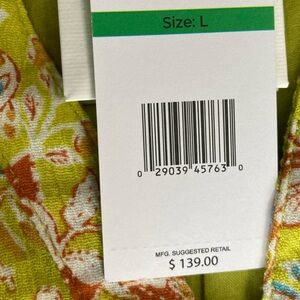 Size: L
0 29039 45763 0
MFG. SUGGESTED RETAIL
$ 139.00